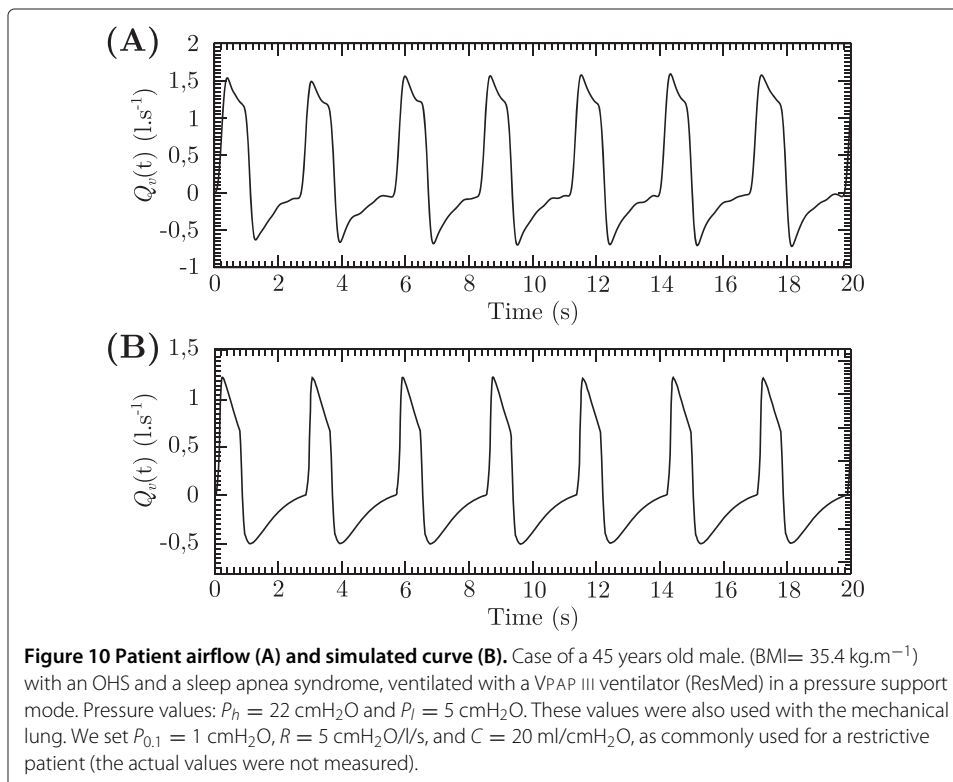 (A)
2
1,5
1
0,5
0
-0,5
-1
Q_v(t) (l.s⁻¹)
0 2 4 6 8 10 12 14 16 18 20
Time (s)
(B)
1,5
1
0,5
0
-0,5
Q_v(t) (l.s⁻¹)
0 2 4 6 8 10 12 14 16 18 20
Time (s)
Figure 10 Patient airflow (A) and simulated curve (B). Case of a 45 years old male. (BMI= 35.4 kg.m⁻¹)
with an OHS and a sleep apnea syndrome, ventilated with a VPAP III ventilator (ResMed) in a pressure support
mode. Pressure values: P_h = 22 cmH₂O and P_l = 5 cmH₂O. These values were also used with the mechanical
lung. We set P₀.₁ = 1 cmH₂O, R = 5 cmH₂O/l/s, and C = 20 ml/cmH₂O, as commonly used for a restrictive
patient (the actual values were not measured).